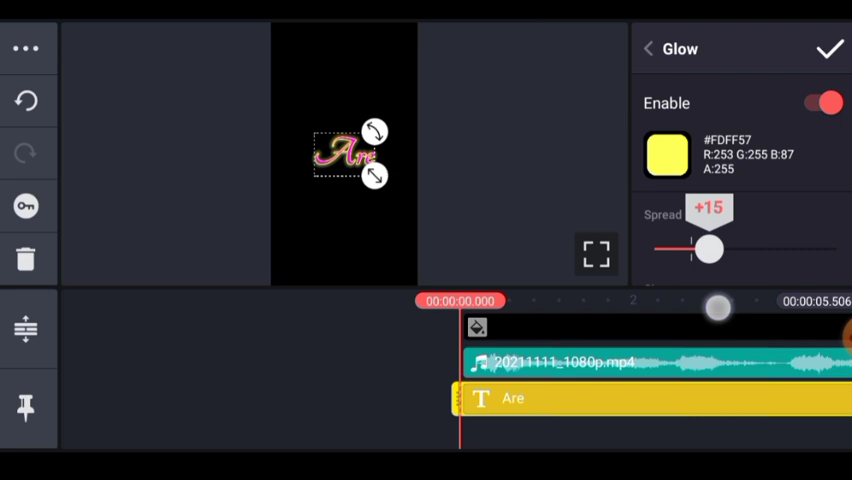 Glow
Enable
#FDFF57
R:253 G:255 B:87
A:255
Spread
+15
Are
00:00:00.000
2
00:00:05.506
20211111_1080p.mp4
T Are